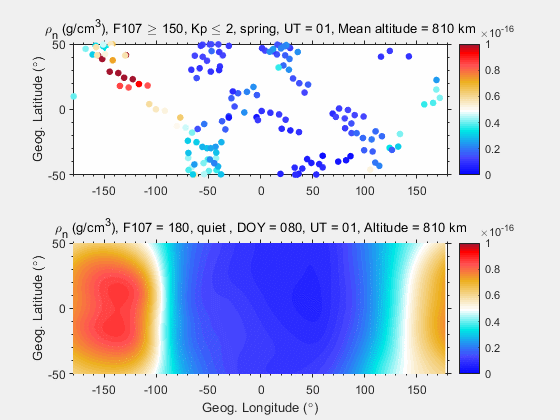 ρn (g/cm3), F107 ≥ 150, Kp ≤ 2, spring, UT = 01, Mean altitude = 810 km
×10-16
50
0
-50
Geog. Latitude (°)
-150 -100 -50 0 50 100 150
1
0.8
0.6
0.4
0.2
0
ρn (g/cm3), F107 = 180, quiet , DOY = 080, UT = 01, Altitude = 810 km
×10-16
50
0
-50
Geog. Latitude (°)
-150 -100 -50 0 50 100 150
Geog. Longitude (°)
1
0.8
0.6
0.4
0.2
0